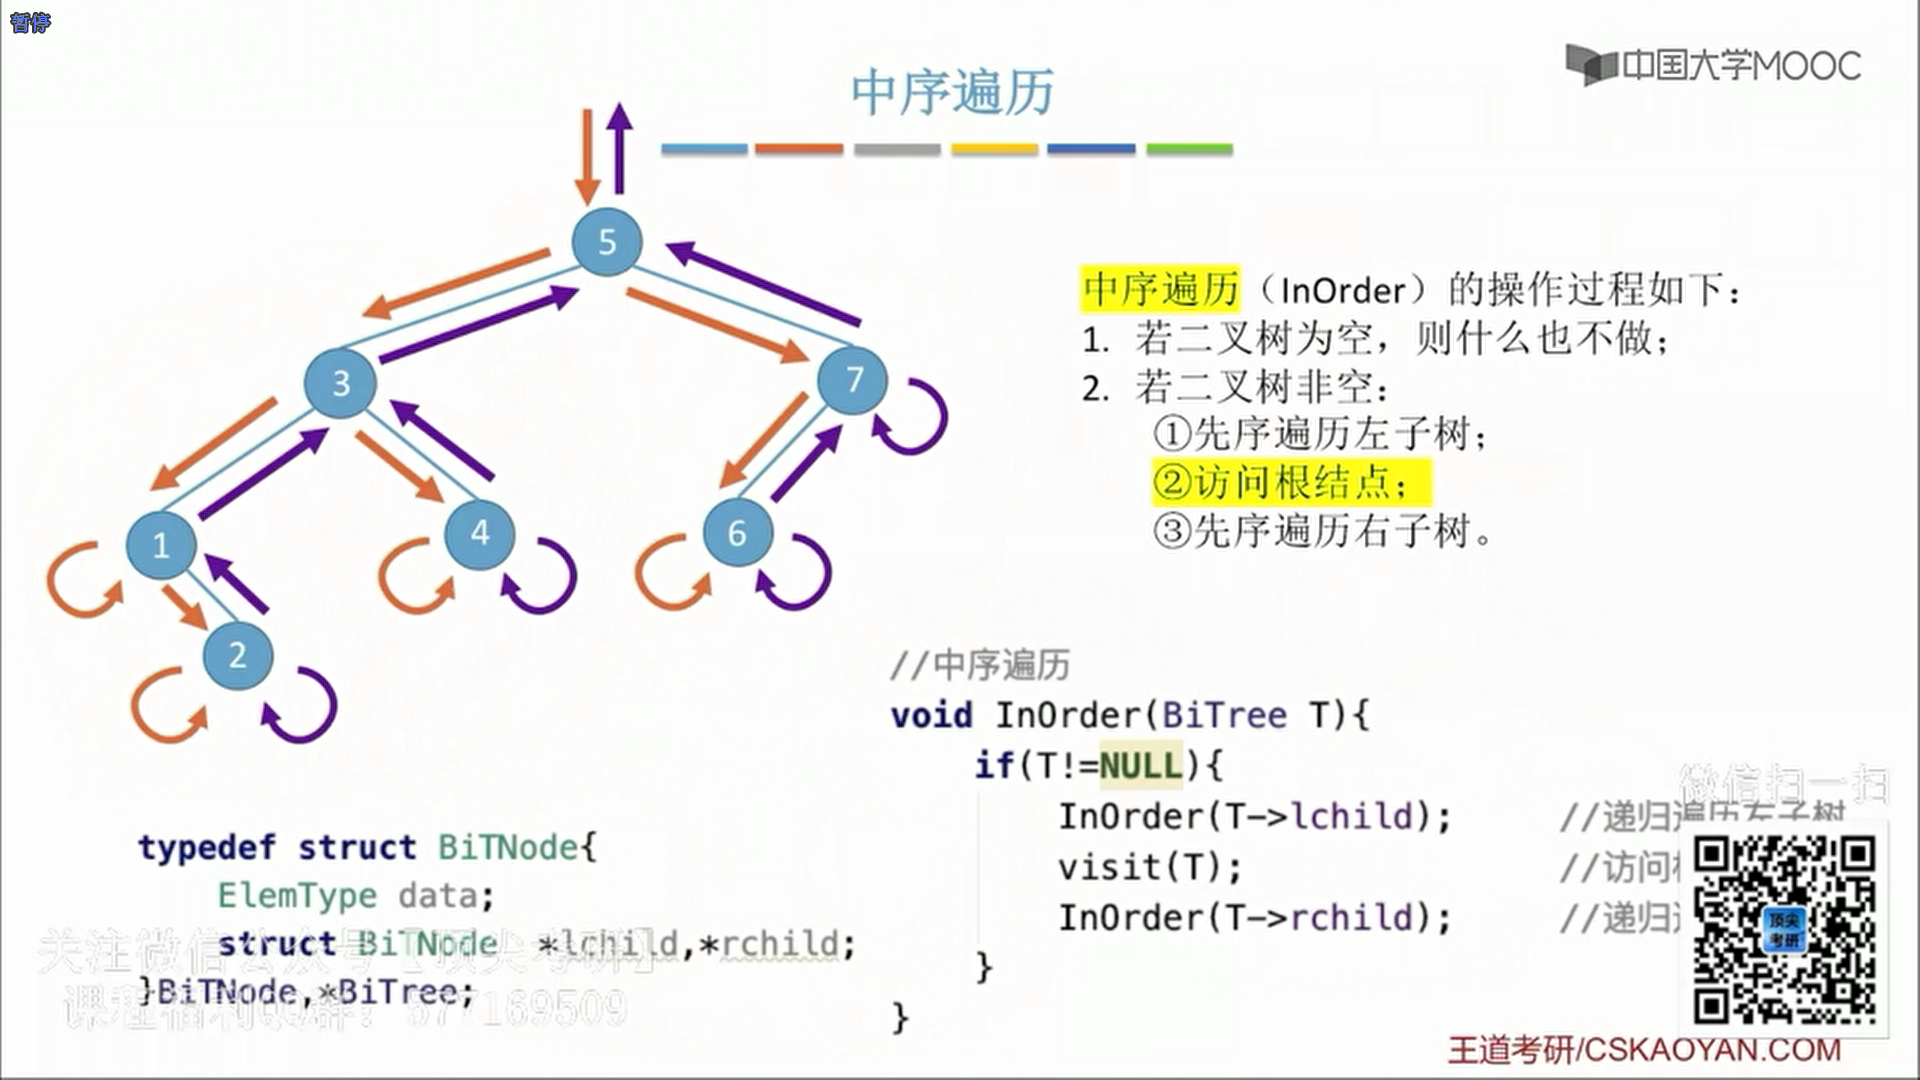 暂停
中国大学MOOC
中序遍历
5
3
7
1
4
6
2
中序遍历（InOrder）的操作过程如下：
1. 若二叉树为空，则什么也不做；
2. 若二叉树非空：
①先序遍历左子树；
②访问根结点；
③先序遍历右子树。
//中序遍历
void InOrder(BiTree T){
if(T!=NULL){
InOrder(T->lchild); //递归遍历左子树
visit(T); //访问
InOrder(T->rchild); //递归
}
}
typedef struct BiTNode{
ElemType data;
struct BiTNode *lchild,*rchild;
}BiTNode,*BiTree;
关注微信公众号【顶尖考研】
课程福利QQ群：577169509
微信扫一扫
顶尖
考研
王道考研/CSKAOYAN.COM